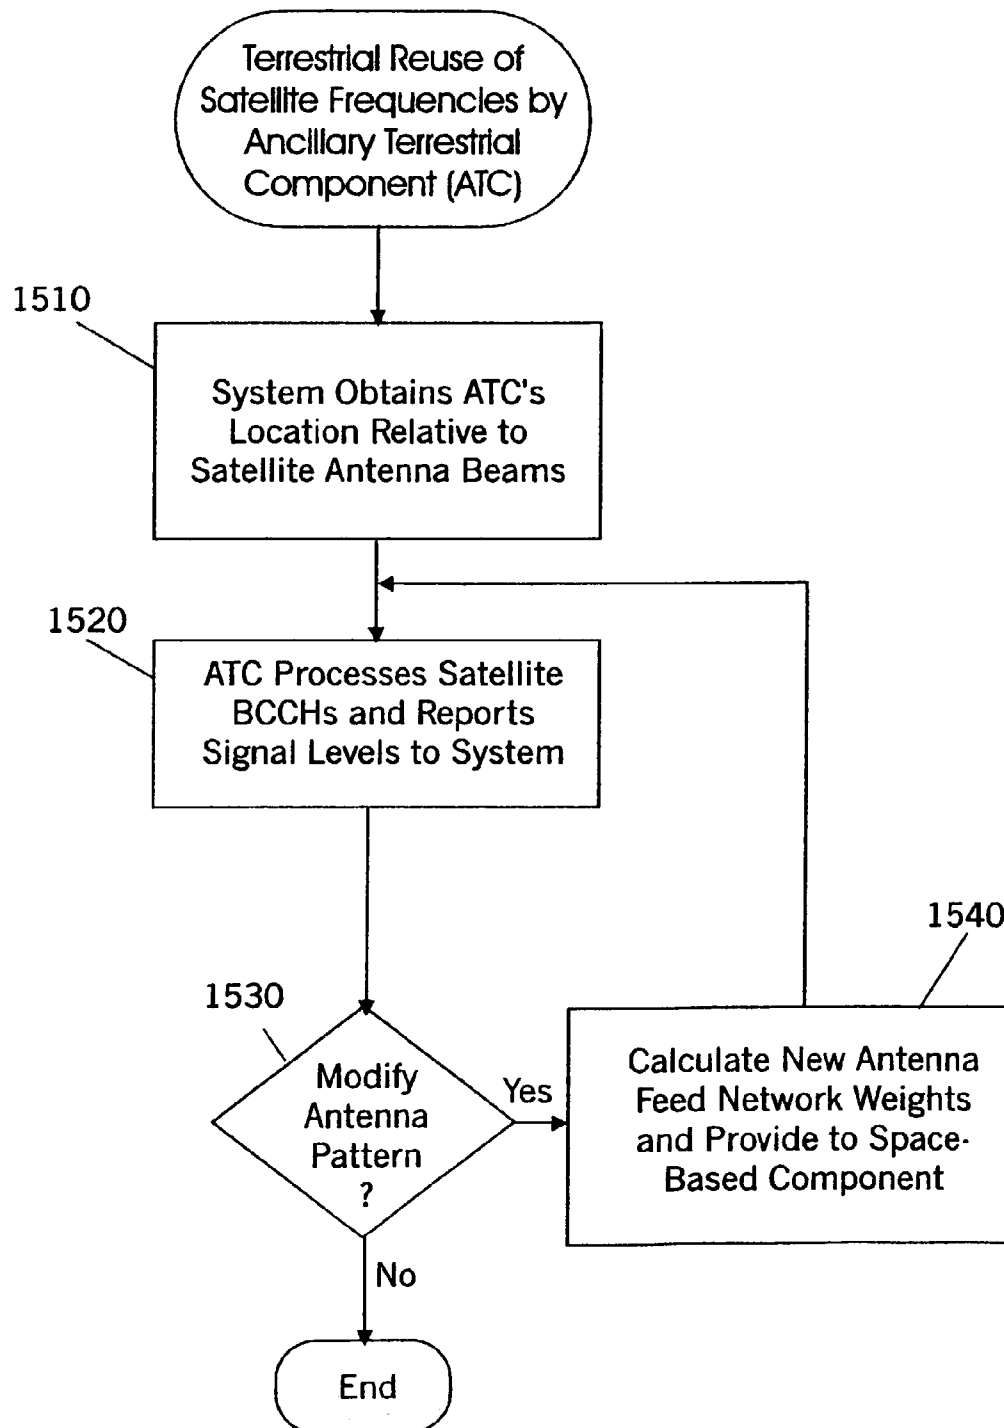 Terrestrial Reuse of
Satellite Frequencies by
Ancillary Terrestrial
Component (ATC)
1510
System Obtains ATC's
Location Relative to
Satellite Antenna Beams
1520
ATC Processes Satellite
BCCHs and Reports
Signal Levels to System
1530
Modify
Antenna
Pattern
?
Yes
1540
Calculate New Antenna
Feed Network Weights
and Provide to Space-
Based Component
No
End